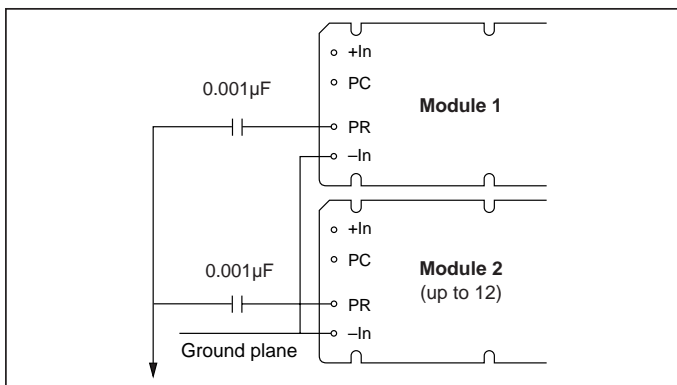 +In
PC
0.001µF
Module 1
PR
–In
+In
PC
0.001µF
Module 2
(up to 12)
PR
–In
Ground plane